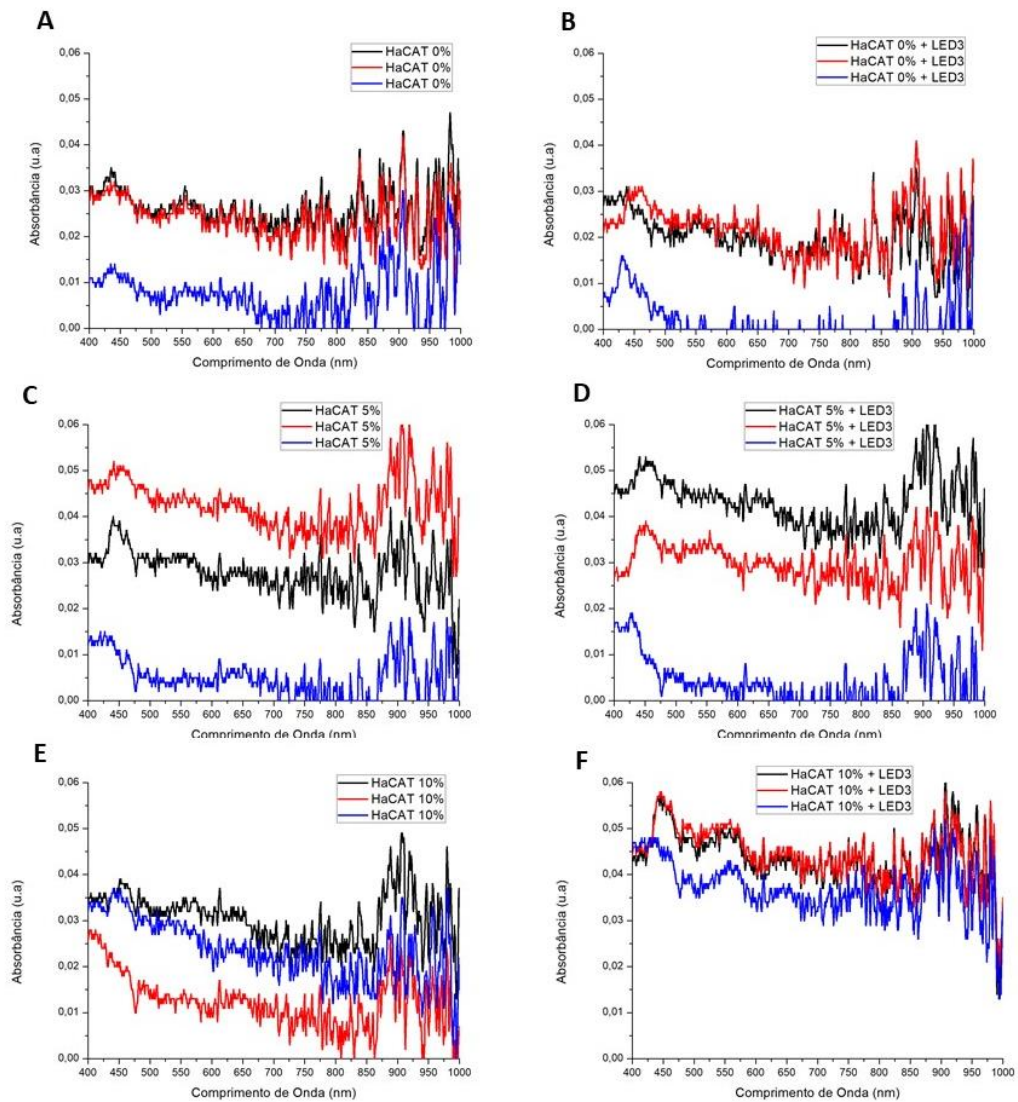 A
HaCAT 0%
HaCAT 0%
HaCAT 0%
0,06
0,05
0,04
0,03
0,02
0,01
0,00
Absorbância (u.a)
400 450 500 550 600 650 700 750 800 850 900 950 1000
Comprimento de Onda (nm)
B
HaCAT 0% + LED3
HaCAT 0% + LED3
HaCAT 0% + LED3
0,06
0,05
0,04
0,03
0,02
0,01
0,00
Absorbância (u.a)
400 450 500 550 600 650 700 750 800 850 900 950 1000
Comprimento de Onda (nm)
C
HaCAT 5%
HaCAT 5%
HaCAT 5%
0,06
0,05
0,04
0,03
0,02
0,01
0,00
Absorbância (u.a)
400 450 500 550 600 650 700 750 800 850 900 950 1000
Comprimento de Onda (nm)
D
HaCAT 5% + LED3
HaCAT 5% + LED3
HaCAT 5% + LED3
0,06
0,05
0,04
0,03
0,02
0,01
0,00
Absorbância (u.a)
400 450 500 550 600 650 700 750 800 850 900 950 1000
Comprimento de Onda (nm)
E
HaCAT 10%
HaCAT 10%
HaCAT 10%
0,06
0,05
0,04
0,03
0,02
0,01
0,00
Absorbância (u.a)
400 450 500 550 600 650 700 750 800 850 900 950 1000
Comprimento de Onda (nm)
F
HaCAT 10% + LED3
HaCAT 10% + LED3
HaCAT 10% + LED3
0,06
0,05
0,04
0,03
0,02
0,01
0,00
Absorbância (u.a)
400 450 500 550 600 650 700 750 800 850 900 950 1000
Comprimento de Onda (nm)